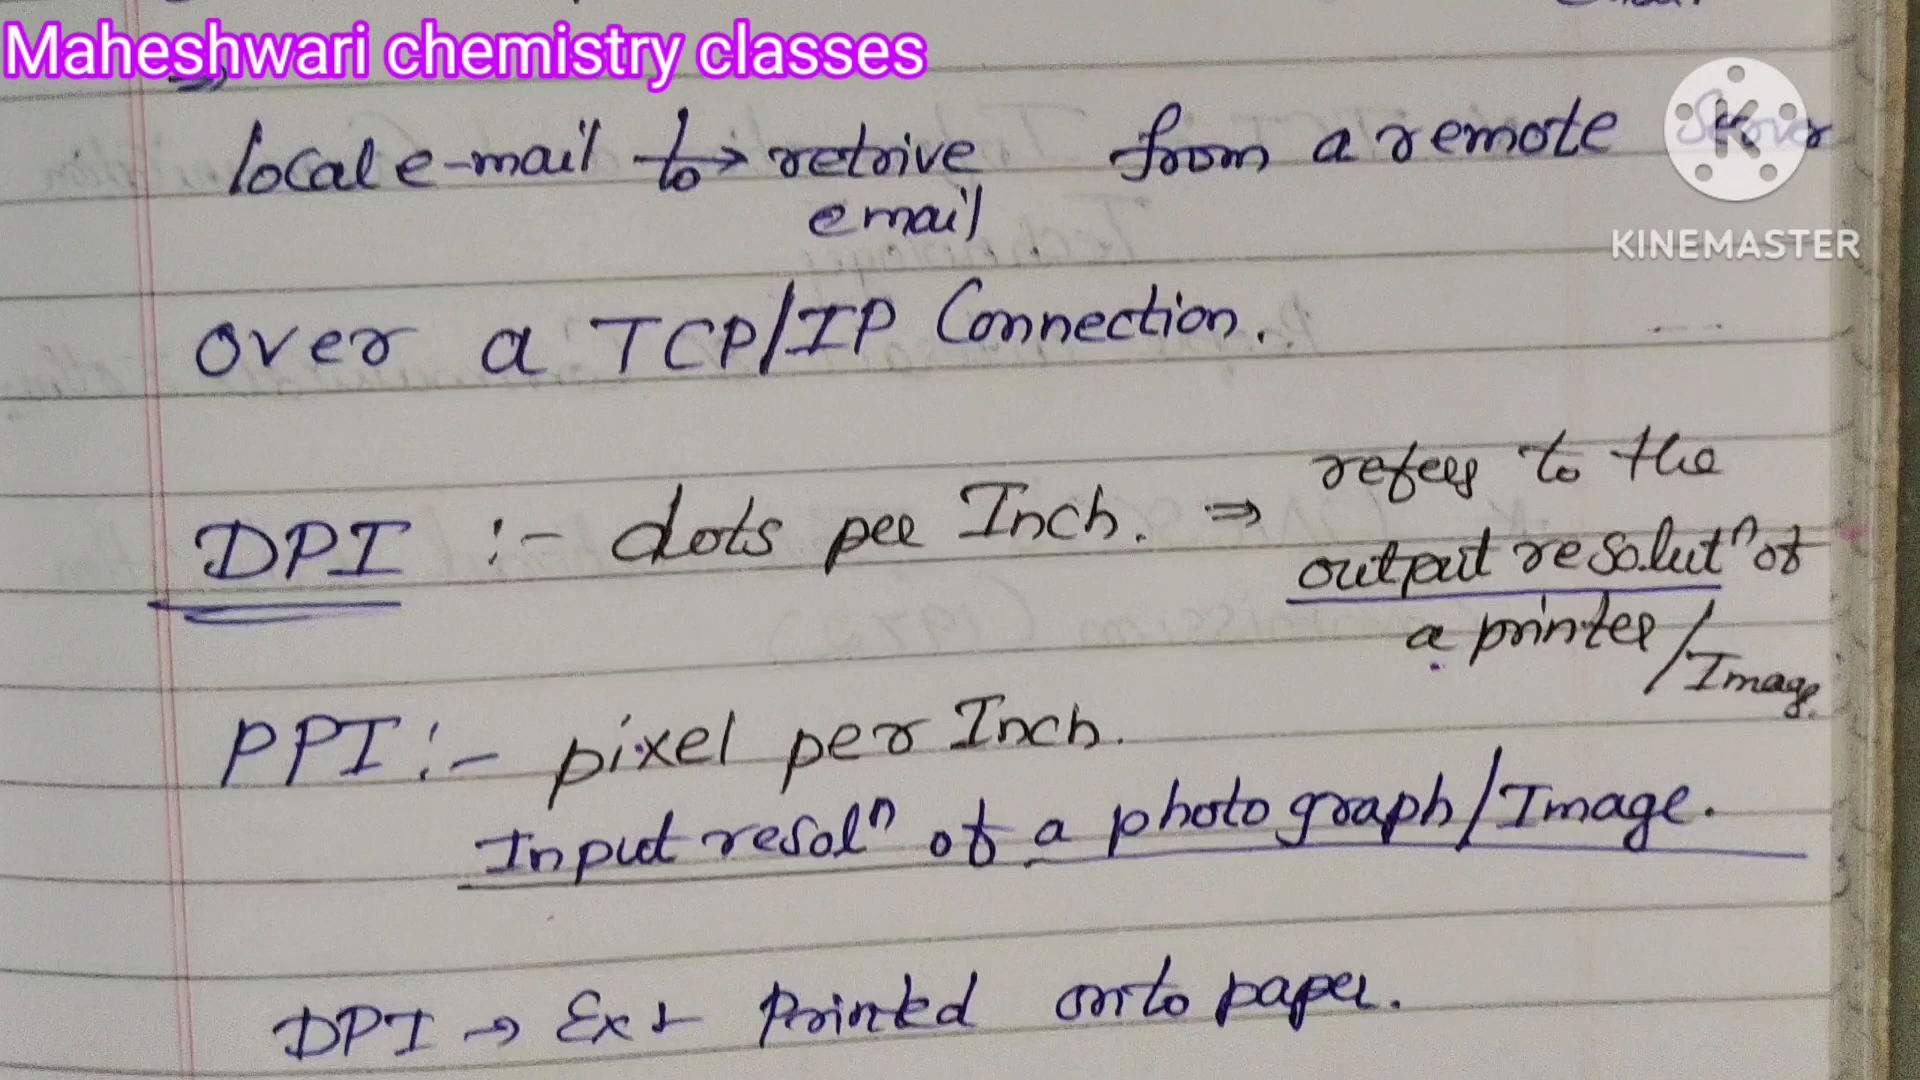 Maheshwari chemistry classes
local e-mail to → retrive from a remote Server
email
KINEMASTER
over a TCP/IP Connection.
DPI :- dots per Inch. ⇒ refers to the
output resolutⁿ of
a printer/Image
PPI :- pixel per Inch.
Input resolⁿ of a photograph/Image.
DPI → Ex Printed onto paper.